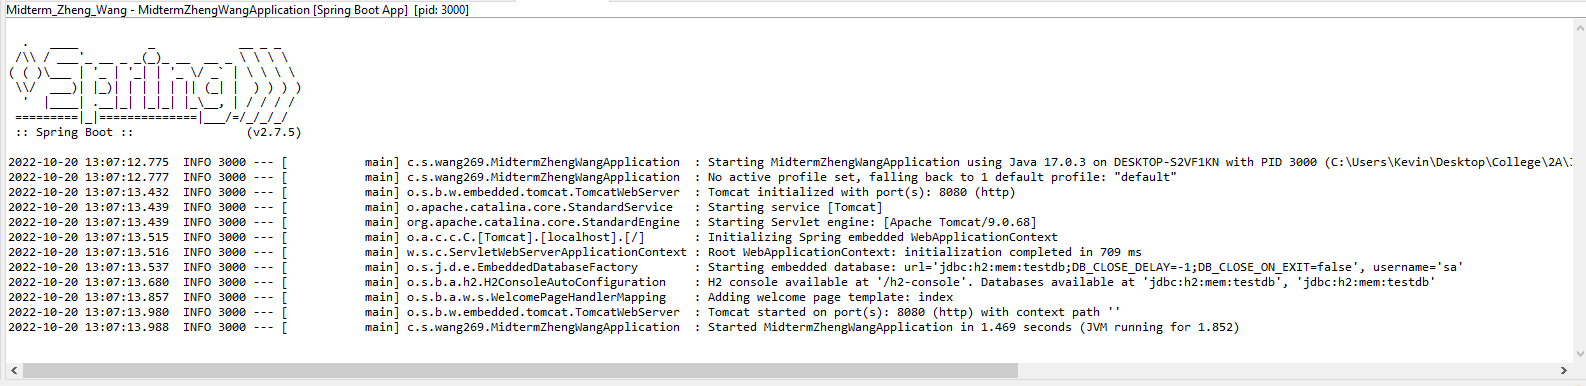 Midterm_Zheng_Wang - MidtermZhengWangApplication [Spring Boot App] [pid: 3000]
  .   ____          _            __ _ _
 /\\ / ___'_ __ _ _(_)_ __  __ _ \ \ \ \
( ( )\___ | '_ | '_| | '_ \/ _` | \ \ \ \
 \\/  ___)| |_)| | | | | || (_| |  ) ) ) )
  '  |____| .__|_| |_|_| |_\__, | / / / /
 =========|_|==============|___/=/_/_/_/
 :: Spring Boot ::                (v2.7.5)
2022-10-20 13:07:12.775  INFO 3000 --- [           main] c.s.wang269.MidtermZhengWangApplication  : Starting MidtermZhengWangApplication using Java 17.0.3 on DESKTOP-S2VF1KN with PID 3000 (C:\Users\Kevin\Desktop\College\2A\
2022-10-20 13:07:12.777  INFO 3000 --- [           main] c.s.wang269.MidtermZhengWangApplication  : No active profile set, falling back to 1 default profile: "default"
2022-10-20 13:07:13.432  INFO 3000 --- [           main] o.s.b.w.embedded.tomcat.TomcatWebServer  : Tomcat initialized with port(s): 8080 (http)
2022-10-20 13:07:13.439  INFO 3000 --- [           main] o.apache.catalina.core.StandardService   : Starting service [Tomcat]
2022-10-20 13:07:13.439  INFO 3000 --- [           main] org.apache.catalina.core.StandardEngine  : Starting Servlet engine: [Apache Tomcat/9.0.68]
2022-10-20 13:07:13.515  INFO 3000 --- [           main] o.a.c.c.C.[Tomcat].[localhost].[/]       : Initializing Spring embedded WebApplicationContext
2022-10-20 13:07:13.516  INFO 3000 --- [           main] w.s.c.ServletWebServerApplicationContext : Root WebApplicationContext: initialization completed in 709 ms
2022-10-20 13:07:13.537  INFO 3000 --- [           main] o.s.j.d.e.EmbeddedDatabaseFactory        : Starting embedded database: url='jdbc:h2:mem:testdb;DB_CLOSE_DELAY=-1;DB_CLOSE_ON_EXIT=false', username='sa'
2022-10-20 13:07:13.680  INFO 3000 --- [           main] o.s.b.a.h2.H2ConsoleAutoConfiguration    : H2 console available at '/h2-console'. Databases available at 'jdbc:h2:mem:testdb', 'jdbc:h2:mem:testdb'
2022-10-20 13:07:13.857  INFO 3000 --- [           main] o.s.b.a.w.s.WelcomePageHandlerMapping    : Adding welcome page template: index
2022-10-20 13:07:13.980  INFO 3000 --- [           main] o.s.b.w.embedded.tomcat.TomcatWebServer  : Tomcat started on port(s): 8080 (http) with context path ''
2022-10-20 13:07:13.988  INFO 3000 --- [           main] c.s.wang269.MidtermZhengWangApplication  : Started MidtermZhengWangApplication in 1.469 seconds (JVM running for 1.852)